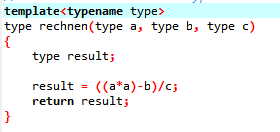 template<typename type>
type rechnen(type a, type b, type c)
{
    type result;

    result = ((a*a)-b)/c;
    return result;
}